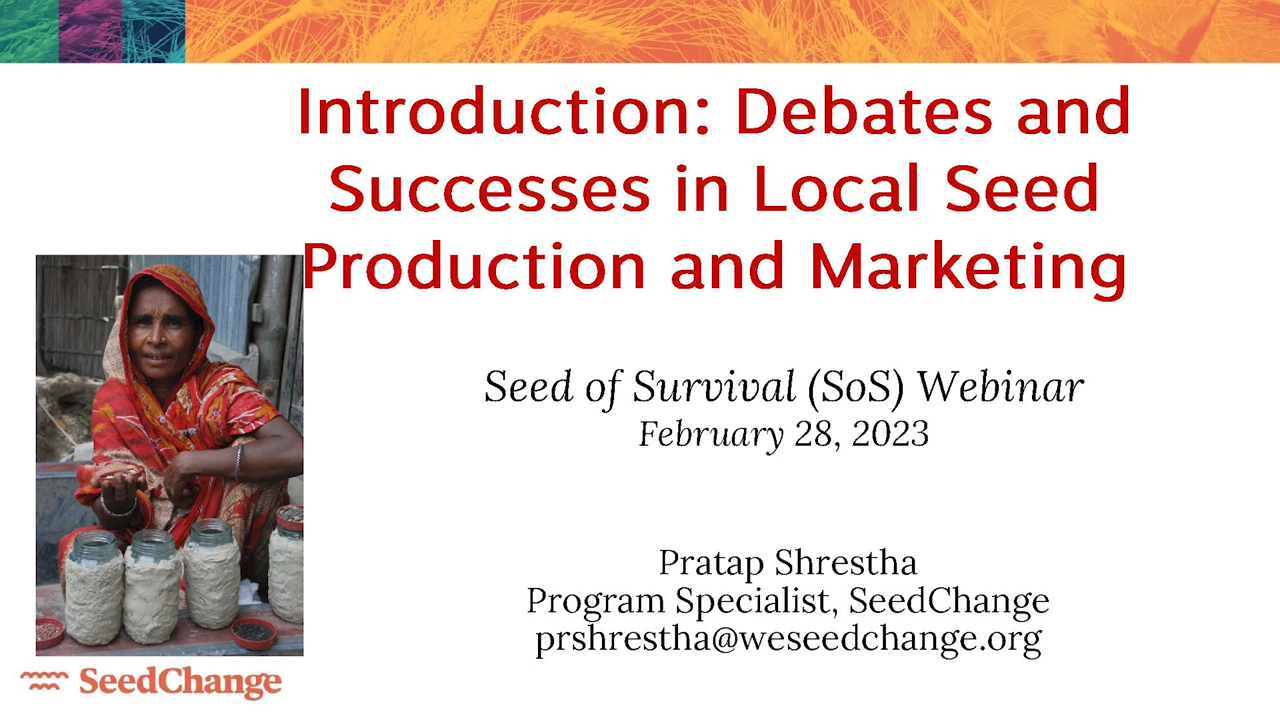 Introduction: Debates and
Successes in Local Seed
Production and Marketing
Seed of Survival (SoS) Webinar
February 28, 2023
Pratap Shrestha
Program Specialist, SeedChange
prshrestha@weseedchange.org
SeedChange